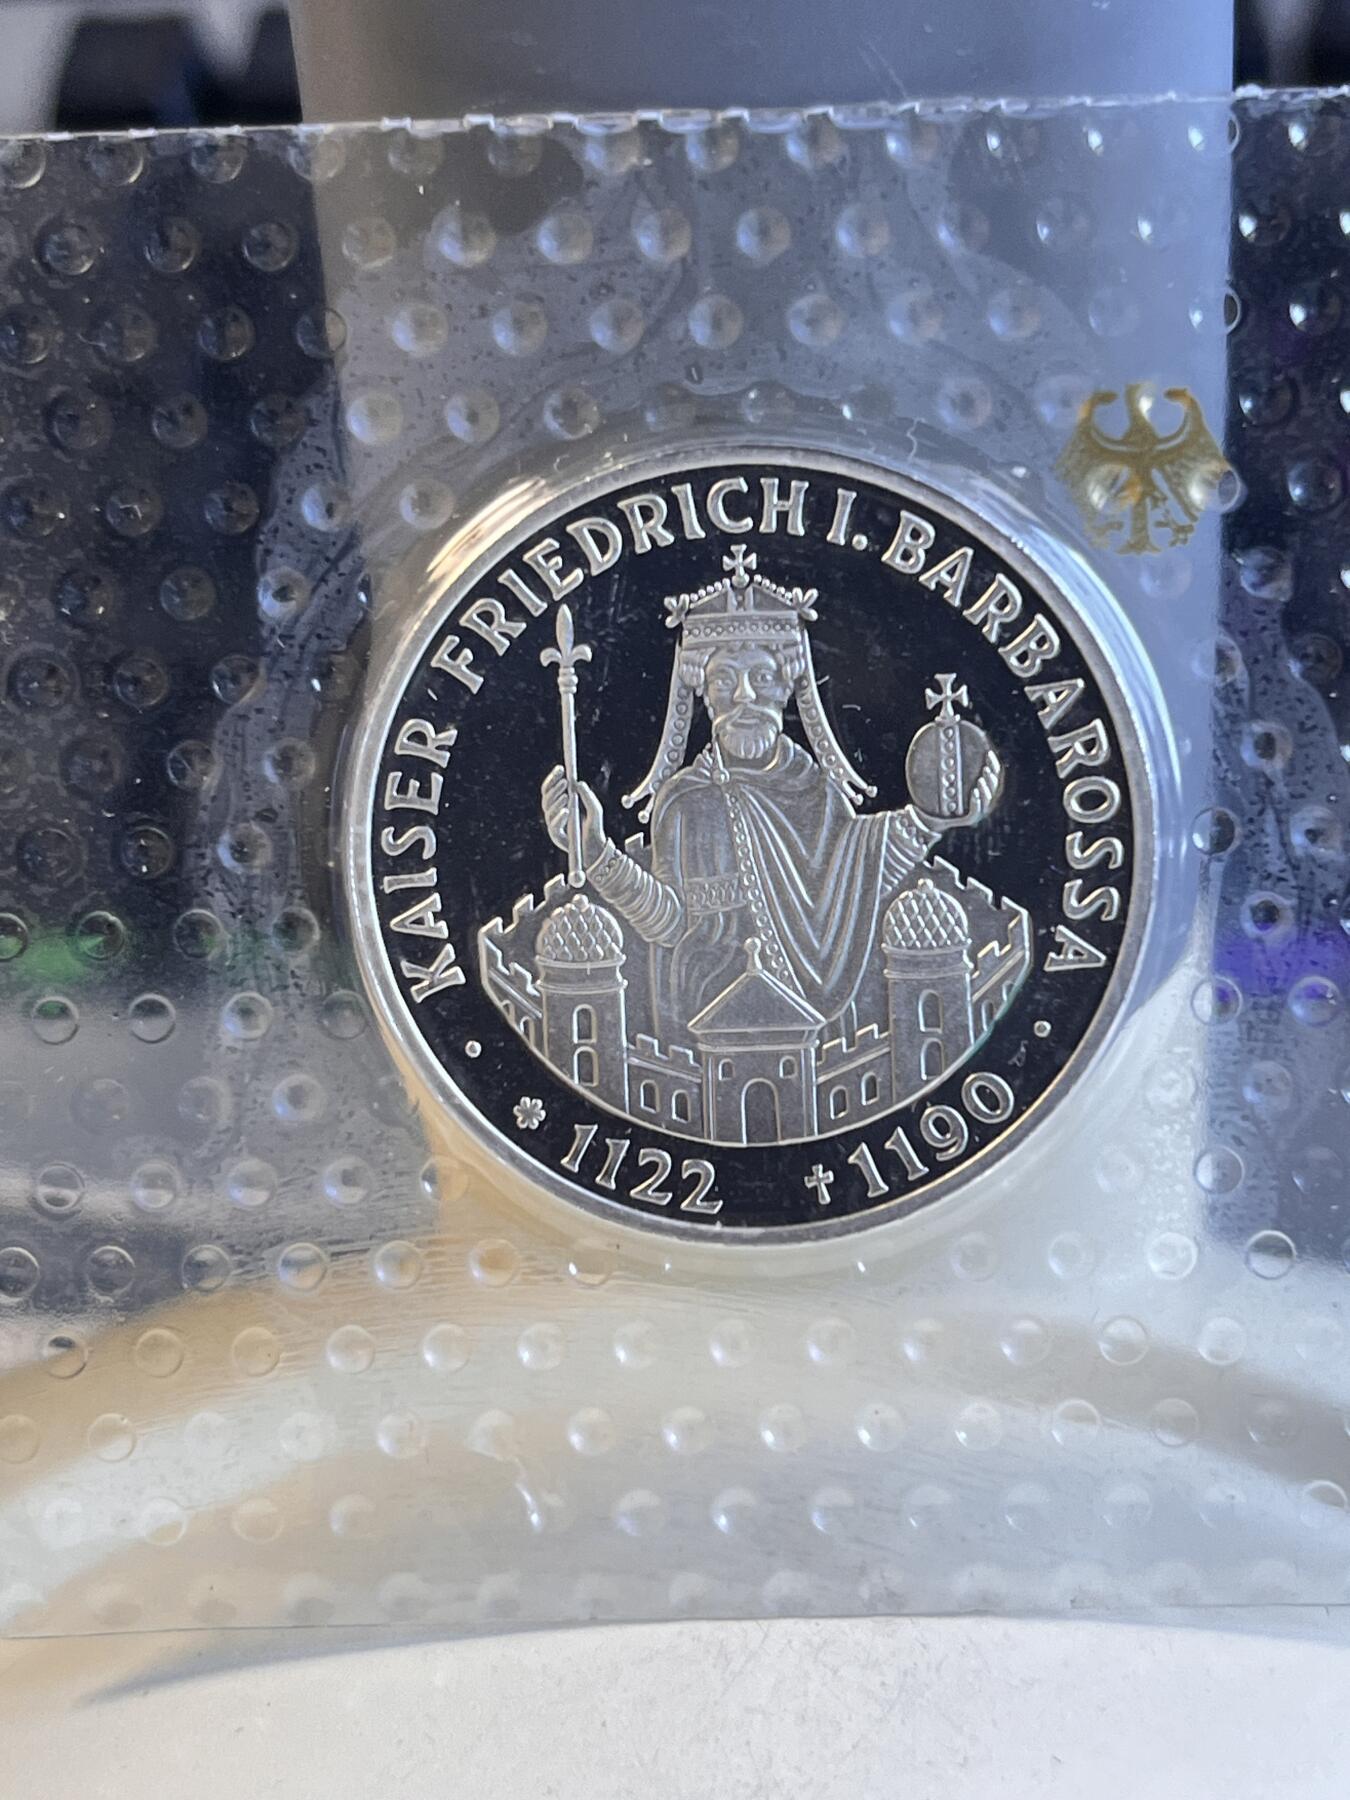 KAISER FRIEDRICH I. BARBAROSSA
* 1122 † 1190